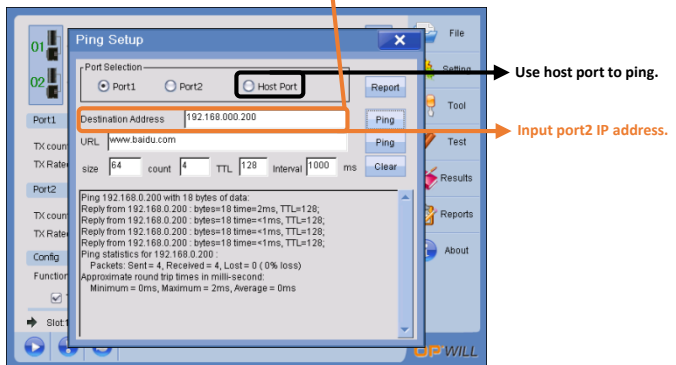 Ping Setup
X
File
01
Port Selection
Port1 Port2 Host Port
Report
Setting
Use host port to ping.
02
Tool
Port1
Destination Address 192.168.000.200
Ping
Input port2 IP address.
TX coun
URL www.baidu.com
Ping
Test
TX Rate
size 64 count 4 TTL 128 Interval 1000 ms
Clear
Results
Port2
Ping 192.168.0.200 with 18 bytes of data:
Reply from 192.168.0.200 : bytes=18 time=2ms, TTL=128;
Reply from 192.168.0.200 : bytes=18 time=<1ms, TTL=128;
Reply from 192.168.0.200 : bytes=18 time=<1ms, TTL=128;
Reply from 192.168.0.200 : bytes=18 time=<1ms, TTL=128;
Ping statistics for 192.168.0.200 :
Packets: Sent = 4, Received = 4, Lost = 0 ( 0% loss)
Approximate round trip times in milli-second:
Minimum = 0ms, Maximum = 2ms, Average = 0ms
TX coun
TX Rate
Reports
Config
About
Function
Slot:1
OPWILL